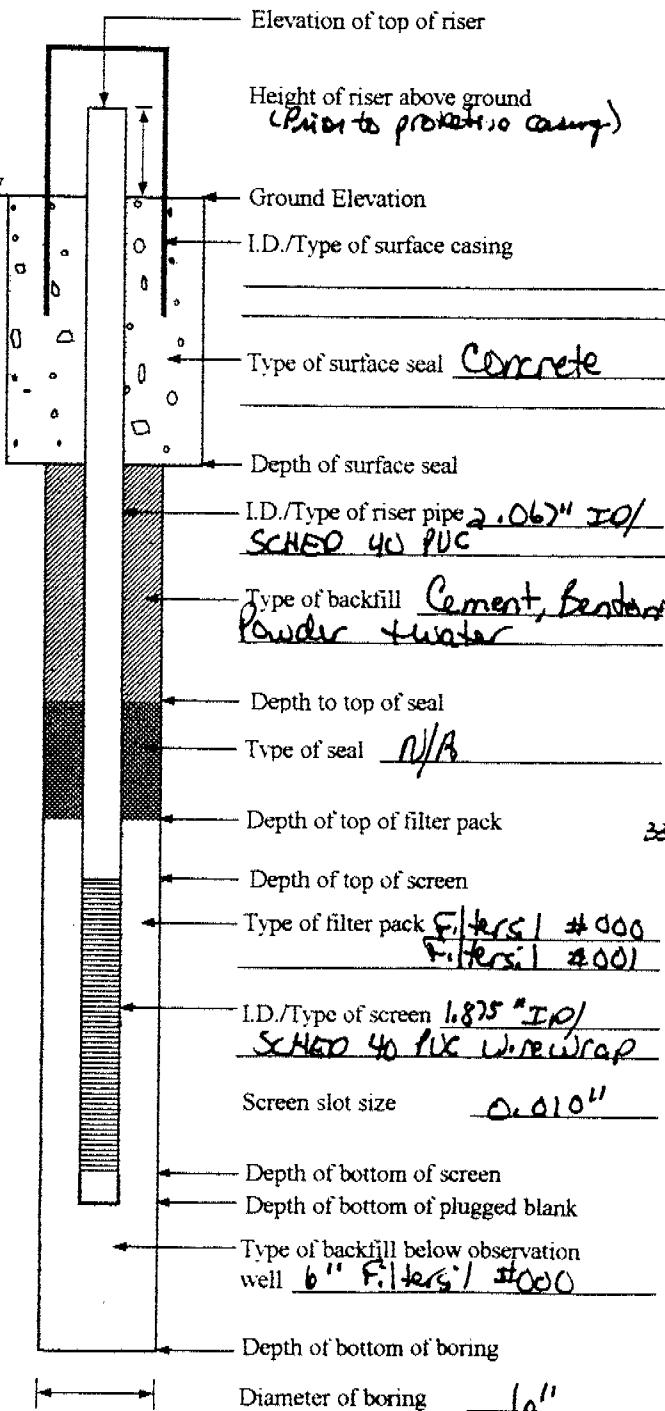 Elevation of top of riser
Height of riser above ground
(Prior to casing)
Ground Elevation
I.D./Type of surface casing
Type of surface seal Concrete
Depth of surface seal
I.D./Type of riser pipe 2.067" ID/
SCHED 40 PVC
Type of backfill Cement,
Powder + water
Depth to top of seal
Type of seal N/A
Depth of top of filter pack
Depth of top of screen
Type of filter pack Filtersil #000
Filtersil #001
I.D./Type of screen 1.875" ID/
SCHED 40 PVC Wirewrap
Screen slot size 0.010"
Depth of bottom of screen
Depth of bottom of plugged blank
Type of backfill below observation
well 6" Filtersil #000
Depth of bottom of boring
Diameter of boring